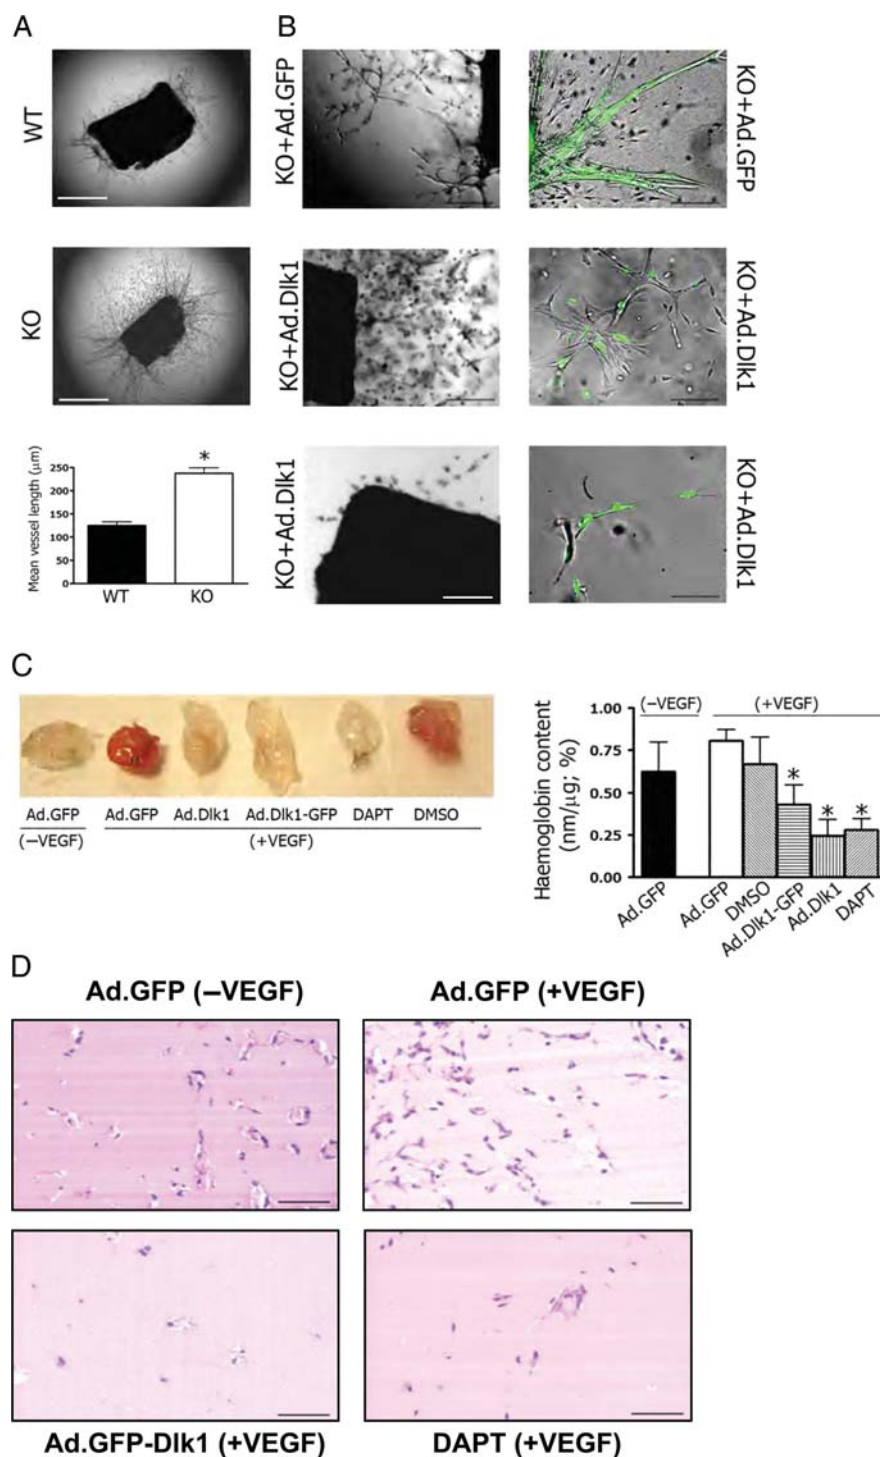 A
B
WT
KO+Ad.GFP
KO+Ad.GFP
KO
KO+Ad.Dlk1
KO+Ad.Dlk1
Mean vessel length (μm)
250
200
150
100
50
0
*
WT
KO
KO+Ad.Dlk1
KO+Ad.Dlk1
C
Ad.GFP Ad.GFP Ad.Dlk1 Ad.Dlk1-GFP DAPT DMSO
(−VEGF) (+VEGF)
Haemoglobin content
(nm/μg; %)
(−VEGF) (+VEGF)
1.00
0.75
0.50
0.25
0.00
* * *
Ad.GFP
Ad.GFP
DMSO
Ad.Dlk1-GFP
Ad.Dlk1
DAPT
D
Ad.GFP (−VEGF) Ad.GFP (+VEGF)
Ad.GFP-Dlk1 (+VEGF) DAPT (+VEGF)